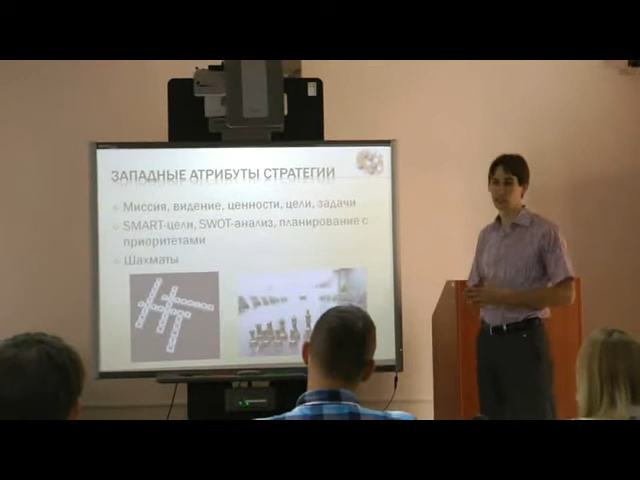 ЗАПАДНЫЕ АТРИБУТЫ СТРАТЕГИИ
Миссия, видение, ценности, цели, задачи
SMART-цели, SWOT-анализ, планирование с
приоритетами
Шахматы